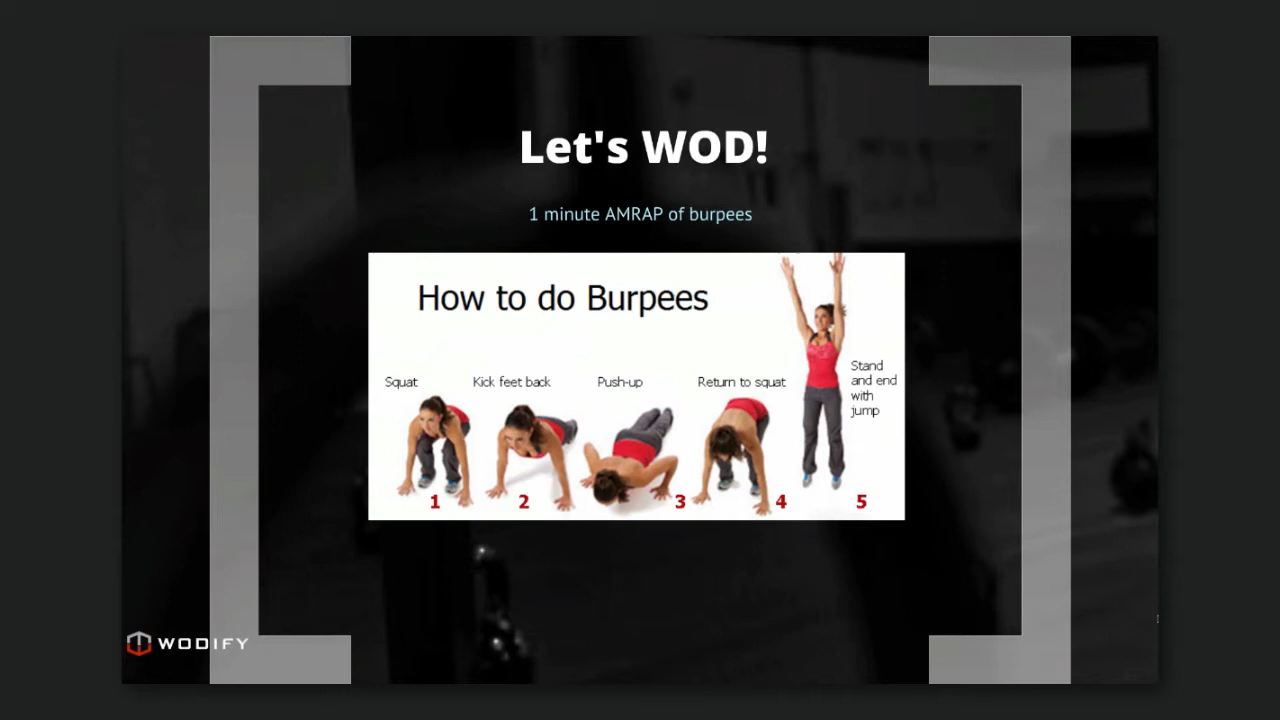 Let's WOD!
1 minute AMRAP of burpees
How to do Burpees
Squat
Kick feet back
Push-up
Return to squat
Stand
and end
with
jump
1
2
3
4
5
WODIFY